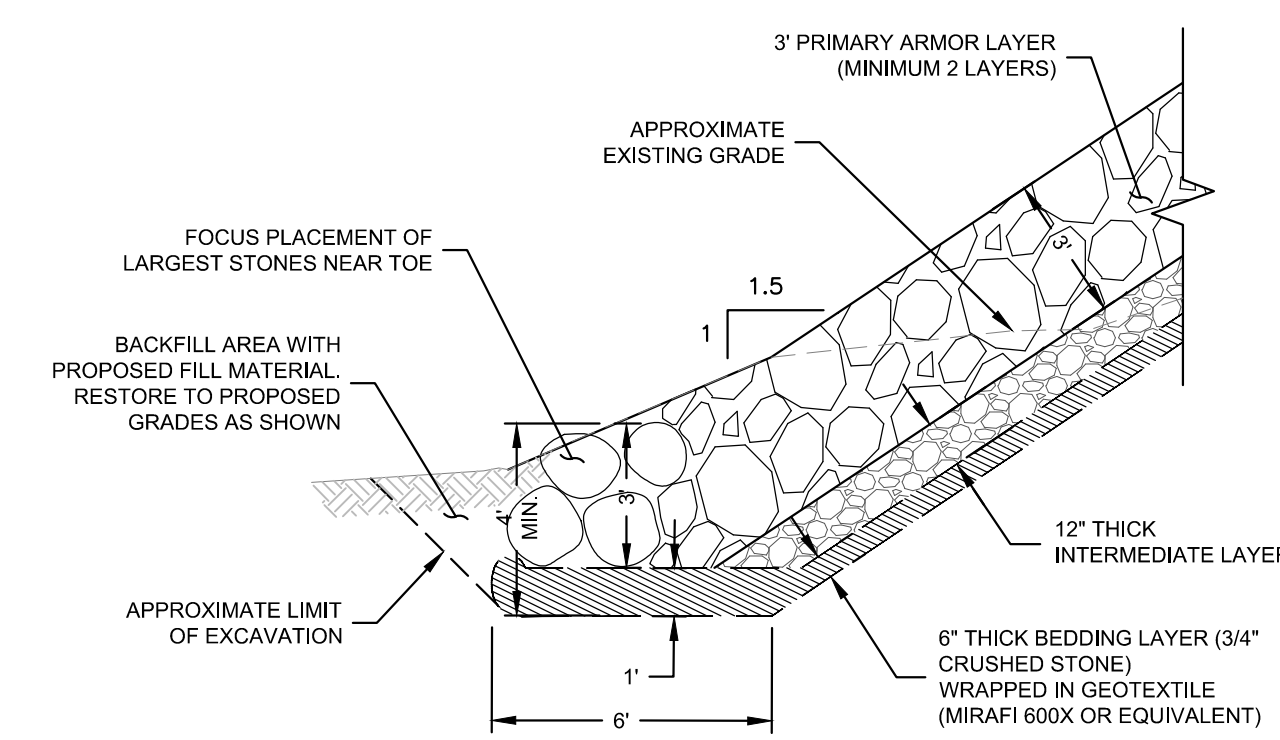 3' PRIMARY ARMOR LAYER
(MINIMUM 2 LAYERS)
APPROXIMATE
EXISTING GRADE
FOCUS PLACEMENT OF
LARGEST STONES NEAR TOE
3'
1.5
1
BACKFILL AREA WITH
PROPOSED FILL MATERIAL.
RESTORE TO PROPOSED
GRADES AS SHOWN
4'
MIN.
3'
12" THICK
INTERMEDIATE LAYER
APPROXIMATE LIMIT
OF EXCAVATION
6" THICK BEDDING LAYER (3/4"
CRUSHED STONE)
WRAPPED IN GEOTEXTILE
(MIRAFI 600X OR EQUIVALENT)
1'
6'